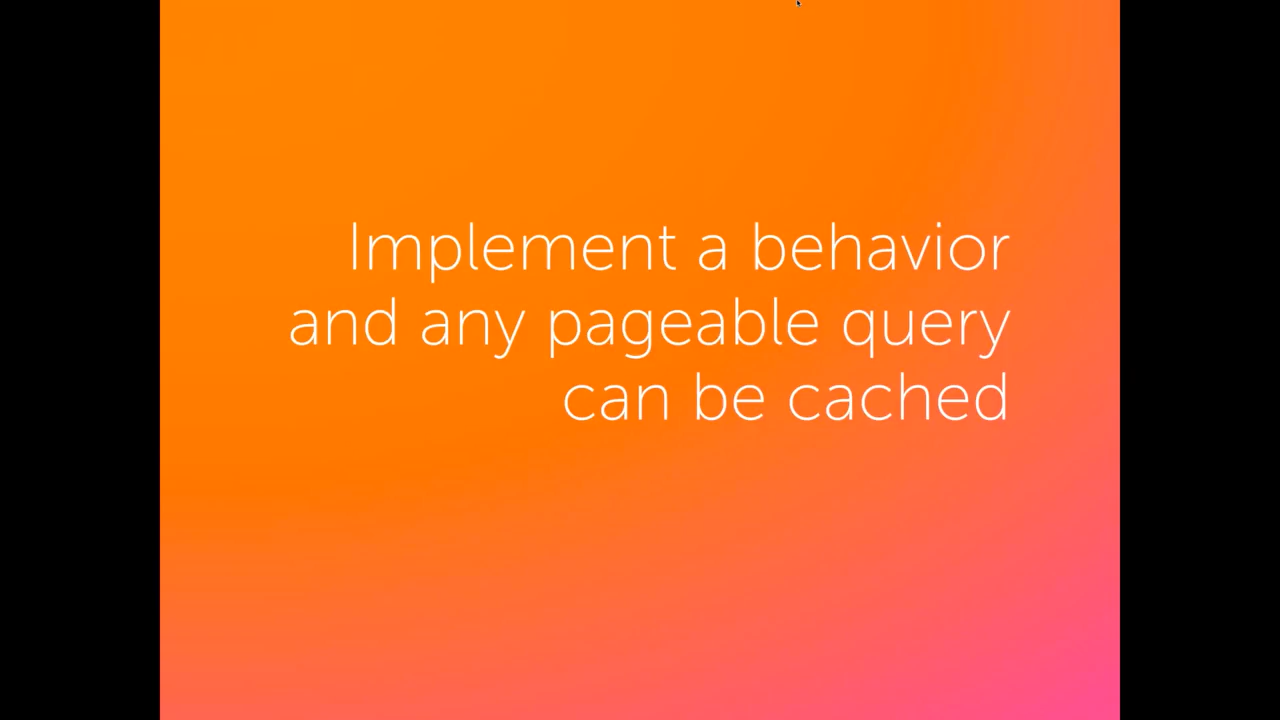 Implement a behavior
and any pageable query
can be cached